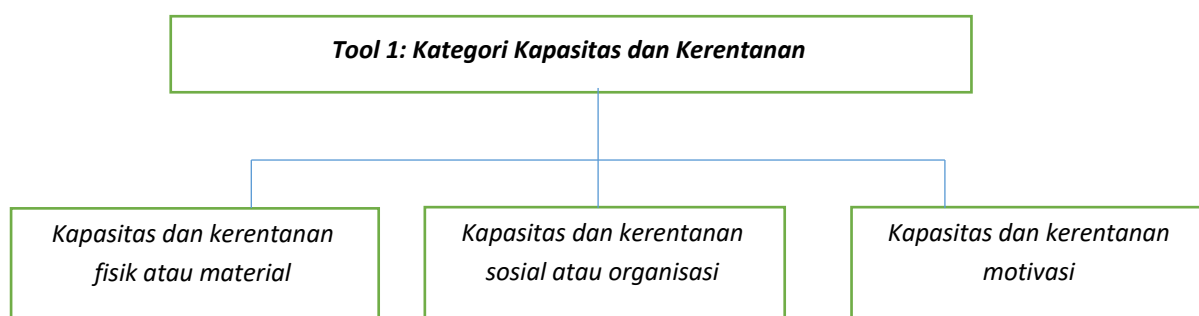 Tool 1: Kategori Kapasitas dan Kerentanan
Kapasitas dan kerentanan
fisik atau material
Kapasitas dan kerentanan
sosial atau organisasi
Kapasitas dan kerentanan
motivasi